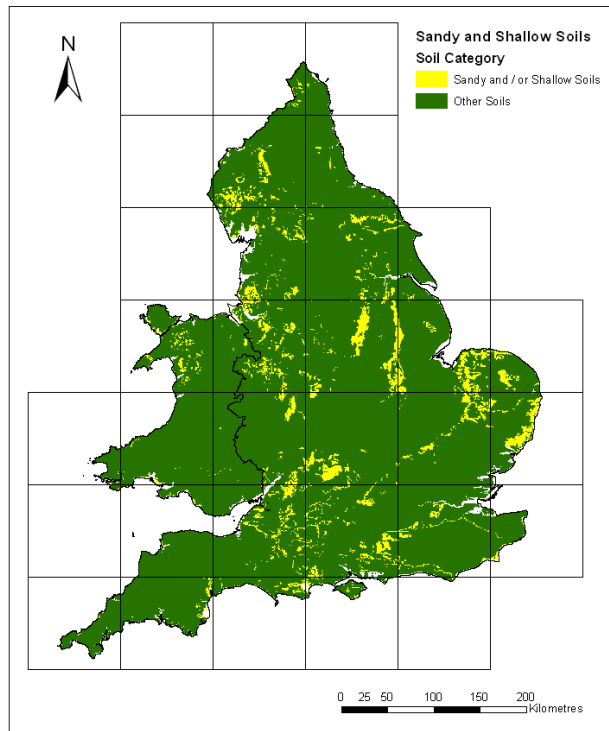 N
Sandy and Shallow Soils
Soil Category
Sandy and / or Shallow Soils
Other Soils
0 25 50 100 150 200
Kilometres